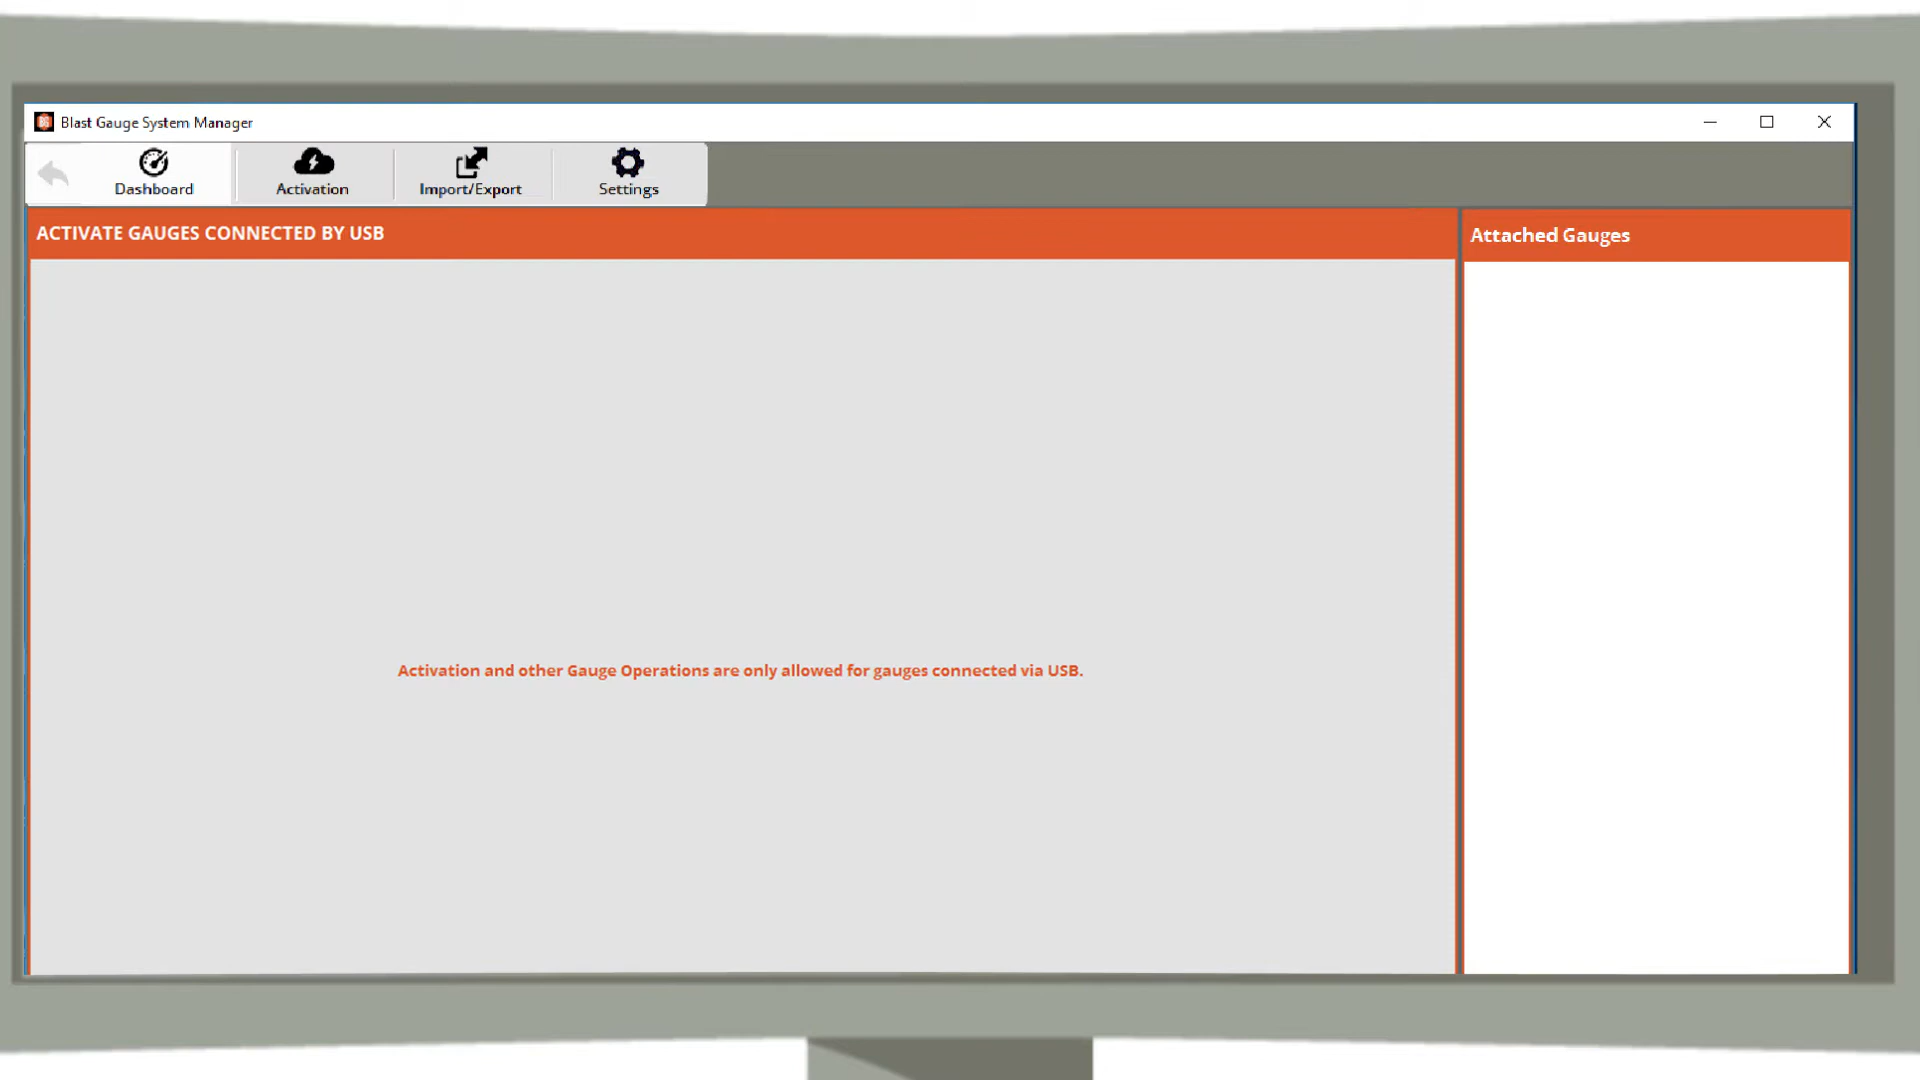 Blast Gauge System Manager
Dashboard
Activation
Import/Export
Settings
ACTIVATE GAUGES CONNECTED BY USB
Attached Gauges
Activation and other Gauge Operations are only allowed for gauges connected via USB.